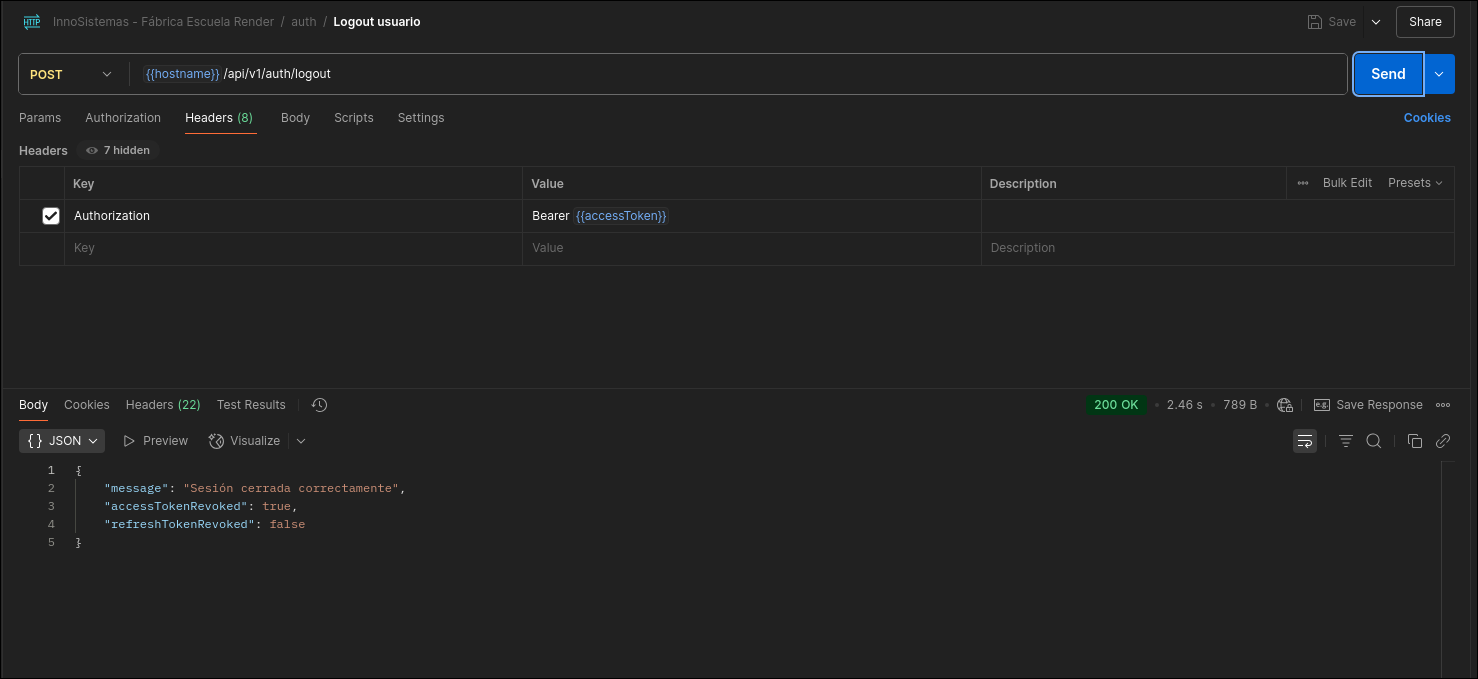 HTTP InnoSistemas - Fábrica Escuela Render / auth / Logout usuario Save Share
POST {{hostname}} /api/v1/auth/logout Send
Params Authorization Headers (8) Body Scripts Settings Cookies
Headers 7 hidden
Key Value Description ••• Bulk Edit Presets
Authorization Bearer {{accessToken}}
Key Value Description
Body Cookies Headers (22) Test Results 200 OK • 2.46 s • 789 B • e.g. Save Response •••
{} JSON Preview Visualize
1 {
2 "message": "Sesión cerrada correctamente",
3 "accessTokenRevoked": true,
4 "refreshTokenRevoked": false
5 }